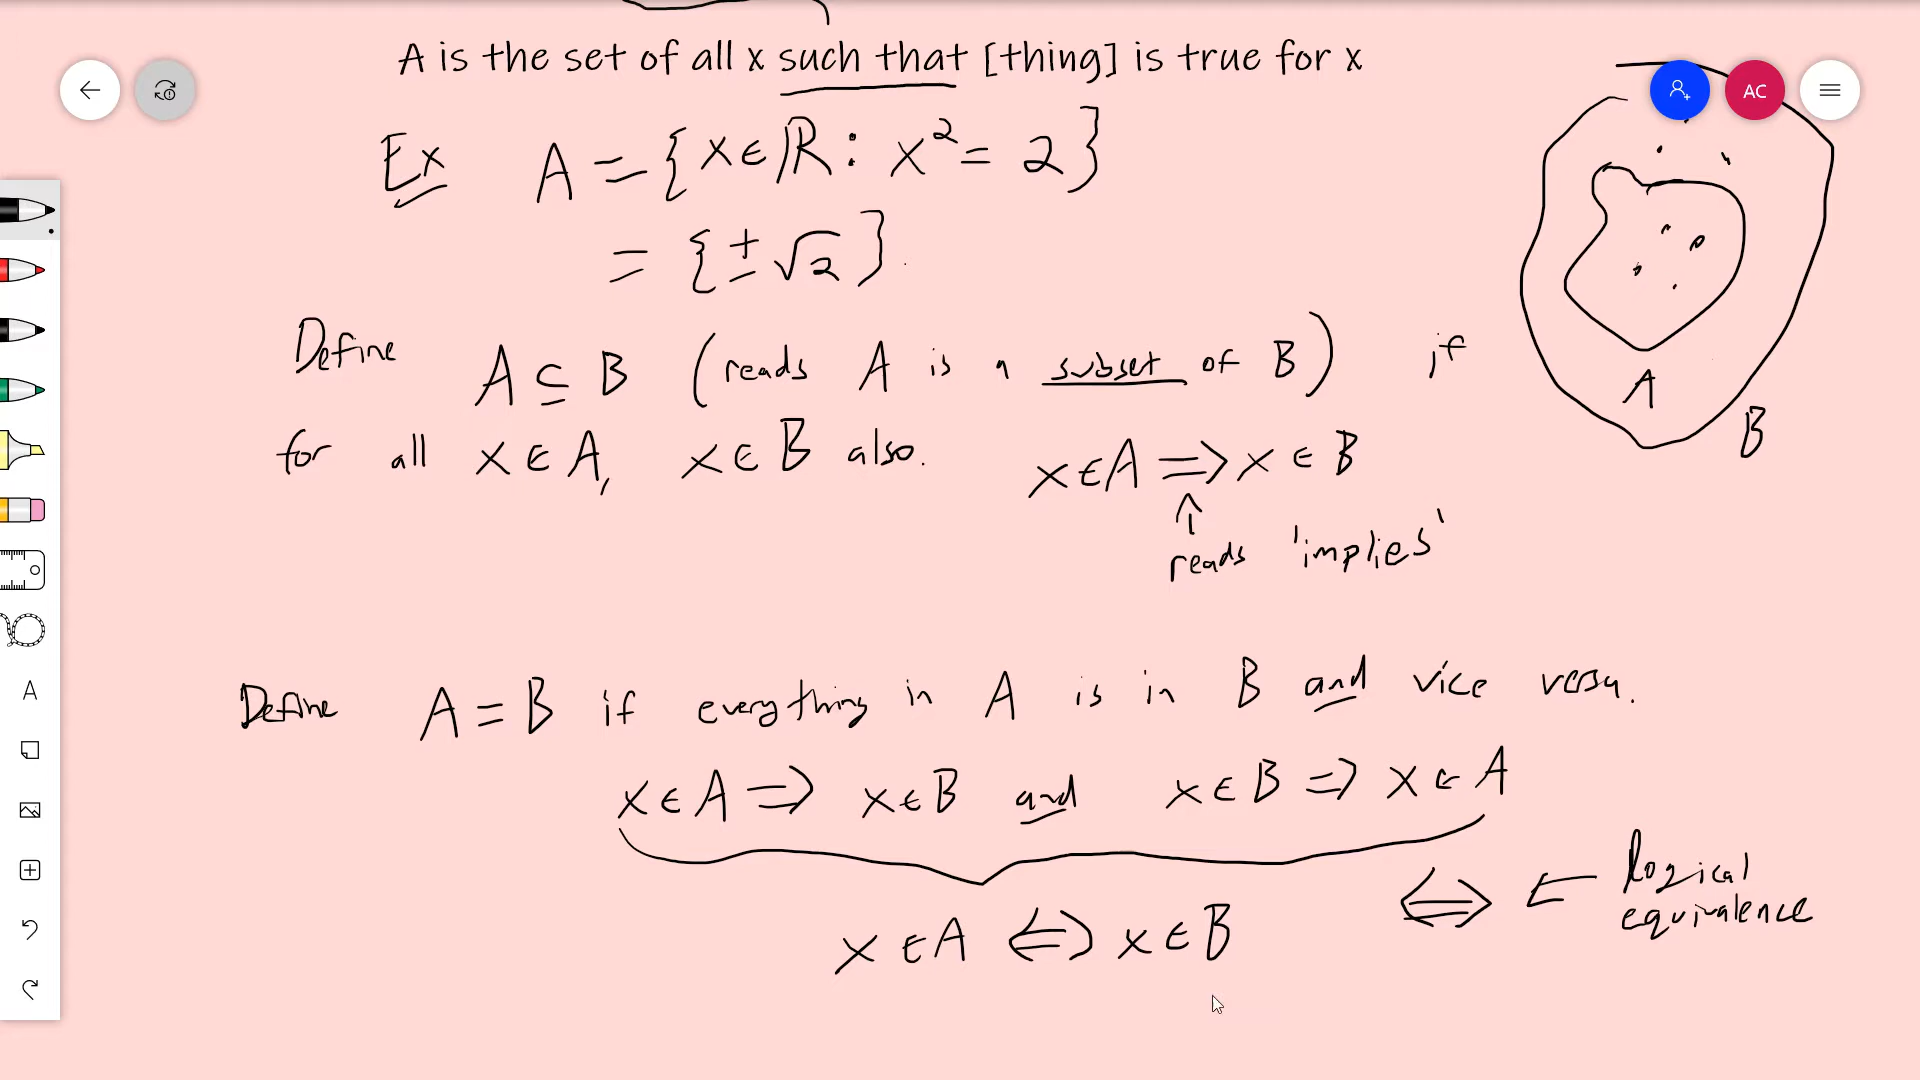 A is the set of all x such that [thing] is true for x
AC
Ex A = {x ∈ ℝ : x² = 2}
= {± √2}.
Define A ⊆ B (reads A is a subset of B) if
for all x ∈ A, x ∈ B also. x ∈ A ⇒ x ∈ B
↑
reads 'implies'
A
B
Define A = B if everything in A is in B and vice versa.
x ∈ A ⇒ x ∈ B and x ∈ B ⇒ x ∈ A
x ∈ A ⇔ x ∈ B
⇔ ← logical
equivalence
A